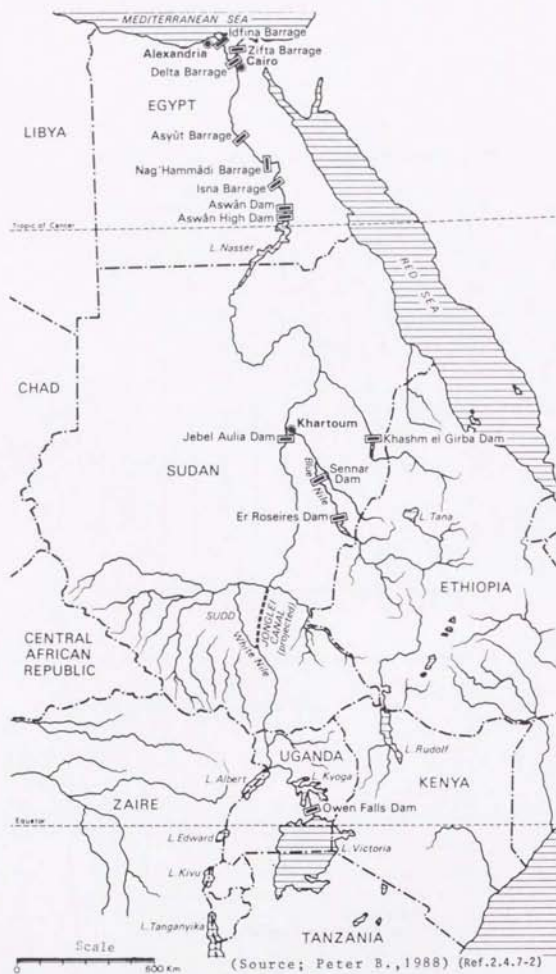 MEDITERRANEAN SEA
Idfina Barrage
Alexandria
Zifta Barrage
Cairo
Delta Barrage
EGYPT
LIBYA
Asyût Barrage
Nag'Hammâdi Barrage
Isna Barrage
Aswân Dam
Aswân High Dam
Tropic of Cancer
L. Nasser
RED SEA
CHAD
Khartoum
Jebel Aulia Dam
Khashm el Girba Dam
SUDAN
Sennar
Dam
Blue Nile
Er Roseires Dam
L. Tana
ETHIOPIA
SUDD
JONGLEI
CANAL
(projected)
White Nile
CENTRAL
AFRICAN
REPUBLIC
UGANDA
L. Rudolf
L. Albert
L. Kyoga
KENYA
ZAIRE
Owen Falls Dam
Equator
L. Edward
L. Victoria
L. Kivu
L. Tanganyika
TANZANIA
Scale
0 600 Km
(Source; Peter B.,1988) (Ref.2.4.7-2)